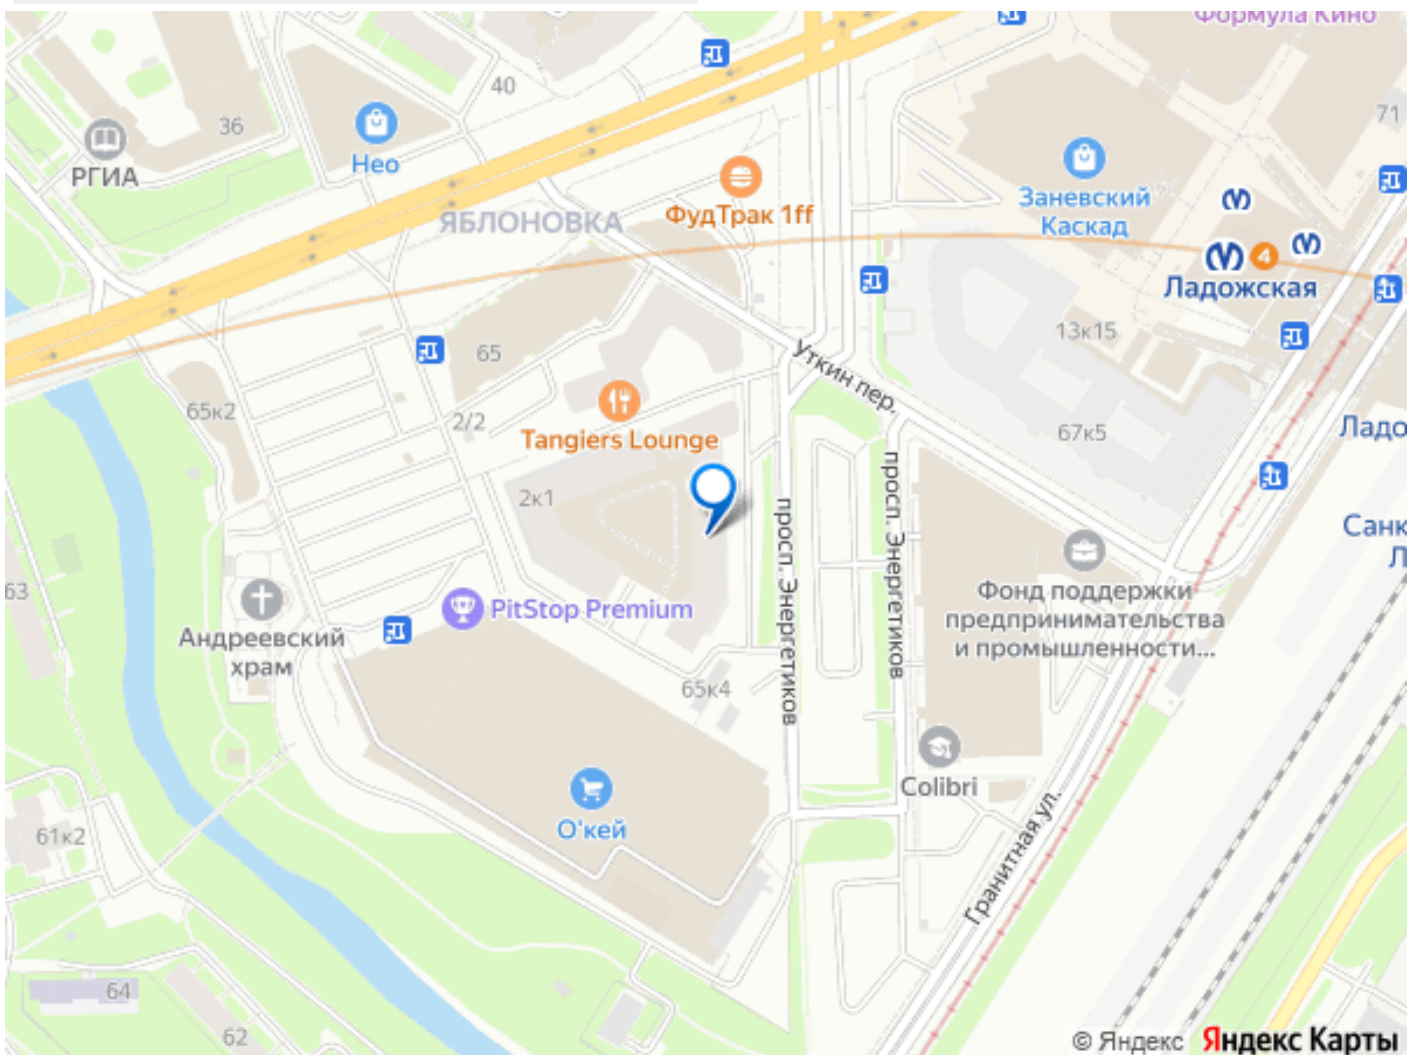 Формула Кино
40
71
36
Нео
РГИА
Заневский
Каскад
ФудТрак 1ff
ЯБЛОНОВКА
4
Ладожская
13к15
65
Уткин пер.
65к2
2/2
Tangiers Lounge
67к5
Ладо
2к1
просп. Энергетиков
просп. Энергетиков
Санк
Л
63
Фонд поддержки
предпринимательства
и промышленности...
PitStop Premium
Андреевский
храм
65к4
Colibri
О'кей
61к2
Гранитная ул.
64
62
© Яндекс Яндекс Карты